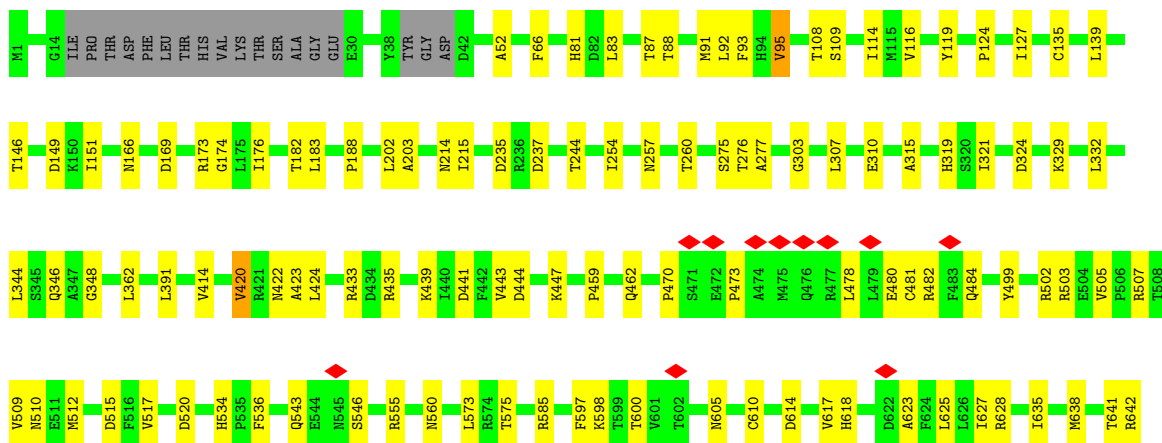 M1 G14 ILE PRO THR ASP PHE LEU THR HIS VAL LYS THR SER ALA GLY GLU E30 Y38 TYR GLY ASP D42 A52 F66 H81 D82 L83 T87 T88 M91 L92 F93 H94 V95 T108 S109 I114 M115 V116 Y119 P124 I127 C135 L139
T146 D149 K150 I151 N166 D169 R173 G174 L175 I176 T182 L183 P188 L202 A203 N214 I215 D235 R236 D237 T244 I254 N257 T260 S275 T276 A277 G303 L307 E310 A315 H319 S320 I321 D324 K329 L332
L344 S345 Q346 A347 G348 L362 L391 V414 V420 R421 N422 A423 L424 R433 D434 R435 K439 I440 D441 F442 V443 D444 K447 P459 Q462 P470 S471 E472 P473 A474 M475 Q476 R477 L478 L479 E480 C481 R482 F483 Q484 Y499 R502 R503 E504 V505 P506 R507 T508
V509 N510 E511 M512 D515 F516 V517 D520 H534 P535 F536 Q543 E544 N545 S546 R555 N560 L573 R574 T575 R585 F597 K598 T599 T600 V601 T602 N605 C610 D614 V617 H618 D622 A623 F624 L625 L626 I627 R628 I635 M638 T641 R642